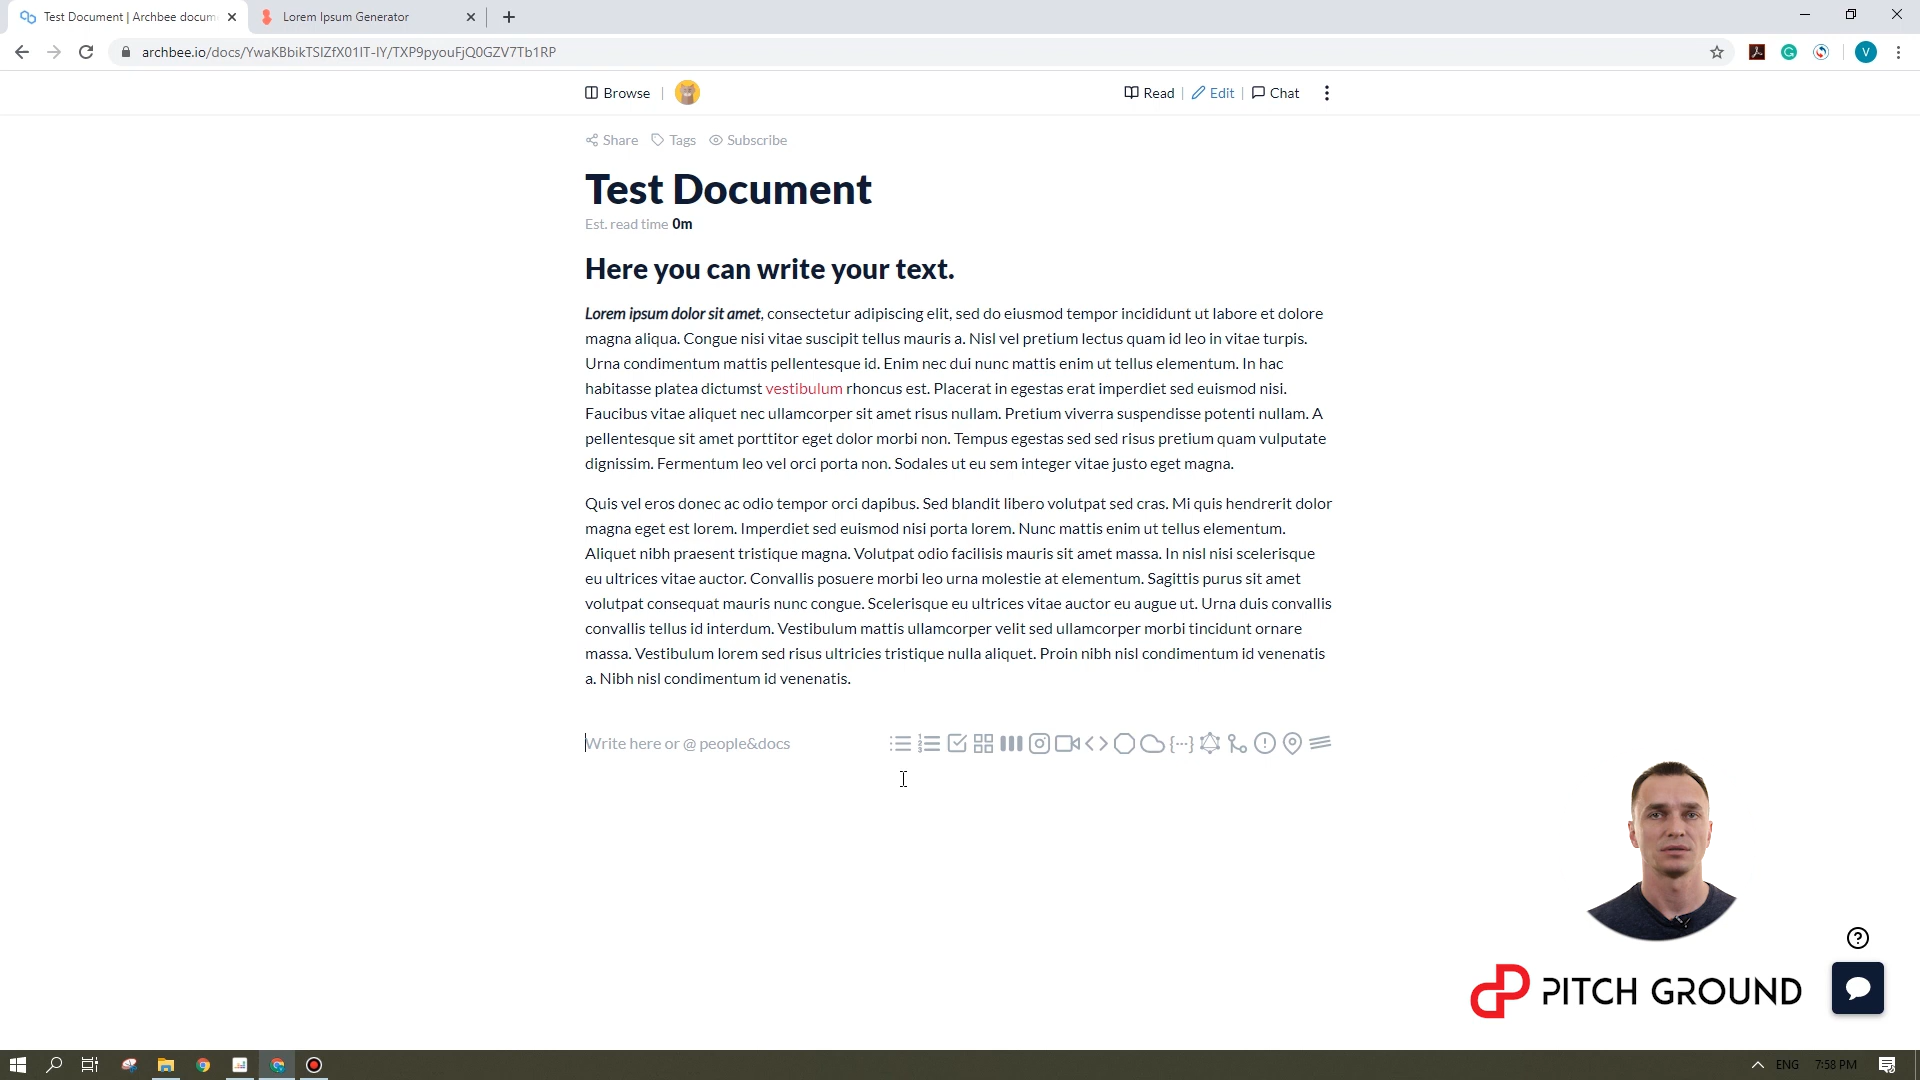 Test Document | Archbee docum
Lorem Ipsum Generator
archbee.io/docs/YwaKBbikTSIZfX01IT-IY/TXP9pyouFjQ0GZV7Tb1RP
V
Browse
Read
Edit
Chat
Share
Tags
Subscribe
Test Document
Est. read time 0m
Here you can write your text.
Lorem ipsum dolor sit amet, consectetur adipiscing elit, sed do eiusmod tempor incididunt ut labore et dolore
magna aliqua. Congue nisi vitae suscipit tellus mauris a. Nisl vel pretium lectus quam id leo in vitae turpis.
Urna condimentum mattis pellentesque id. Enim nec dui nunc mattis enim ut tellus elementum. In hac
habitasse platea dictumst vestibulum rhoncus est. Placerat in egestas erat imperdiet sed euismod nisi.
Faucibus vitae aliquet nec ullamcorper sit amet risus nullam. Pretium viverra suspendisse potenti nullam. A
pellentesque sit amet porttitor eget dolor morbi non. Tempus egestas sed sed risus pretium quam vulputate
dignissim. Fermentum leo vel orci porta non. Sodales ut eu sem integer vitae justo eget magna.
Quis vel eros donec ac odio tempor orci dapibus. Sed blandit libero volutpat sed cras. Mi quis hendrerit dolor
magna eget est lorem. Imperdiet sed euismod nisi porta lorem. Nunc mattis enim ut tellus elementum.
Aliquet nibh praesent tristique magna. Volutpat odio facilisis mauris sit amet massa. In nisl nisi scelerisque
eu ultrices vitae auctor. Convallis posuere morbi leo urna molestie at elementum. Sagittis purus sit amet
volutpat consequat mauris nunc congue. Scelerisque eu ultrices vitae auctor eu augue ut. Urna duis convallis
convallis tellus id interdum. Vestibulum mattis ullamcorper velit sed ullamcorper morbi tincidunt ornare
massa. Vestibulum lorem sed risus ultricies tristique nulla aliquet. Proin nibh nisl condimentum id venenatis
a. Nibh nisl condimentum id venenatis.
Write here or @ people&docs
PITCH GROUND
ENG
7:58 PM